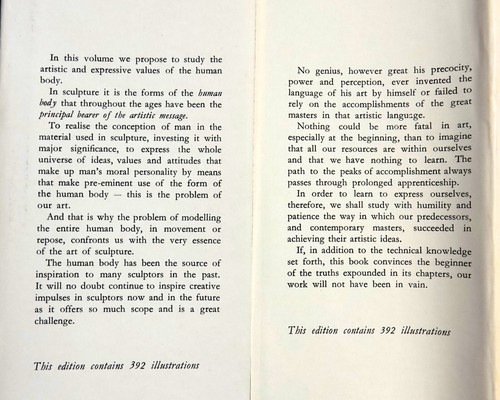 In this volume we propose to study the
artistic and expressive values of the human
body.
In sculpture it is the forms of the human
body that throughout the ages have been the
principal bearer of the artistic message.
To realise the conception of man in the
material used in sculpture, investing it with
major significance, to express the whole
universe of ideas, values and attitudes that
make up man's moral personality by means
that make pre-eminent use of the form of
the human body — this is the problem of
our art.
And that is why the problem of modelling
the entire human body, in movement or
repose, confronts us with the very essence
of the art of sculpture.
The human body has been the source of
inspiration to many sculptors in the past.
It will no doubt continue to inspire creative
impulses in sculptors now and in the future
as it offers so much scope and is a great
challenge.
This edition contains 392 illustrations
No genius, however great his precocity,
power and perception, ever invented the
language of his art by himself or failed to
rely on the accomplishments of the great
masters in that artistic language.
Nothing could be more fatal in art,
especially at the beginning, than to imagine
that all our resources are within ourselves
and that we have nothing to learn. The
path to the peaks of accomplishment always
passes through prolonged apprenticeship.
In order to learn to express ourselves,
therefore, we shall study with humility and
patience the way in which our predecessors,
and contemporary masters, succeeded in
achieving their artistic ideas.
If, in addition to the technical knowledge
set forth, this book convinces the beginner
of the truths expounded in its chapters, our
work will not have been in vain.
This edition contains 392 illustrations